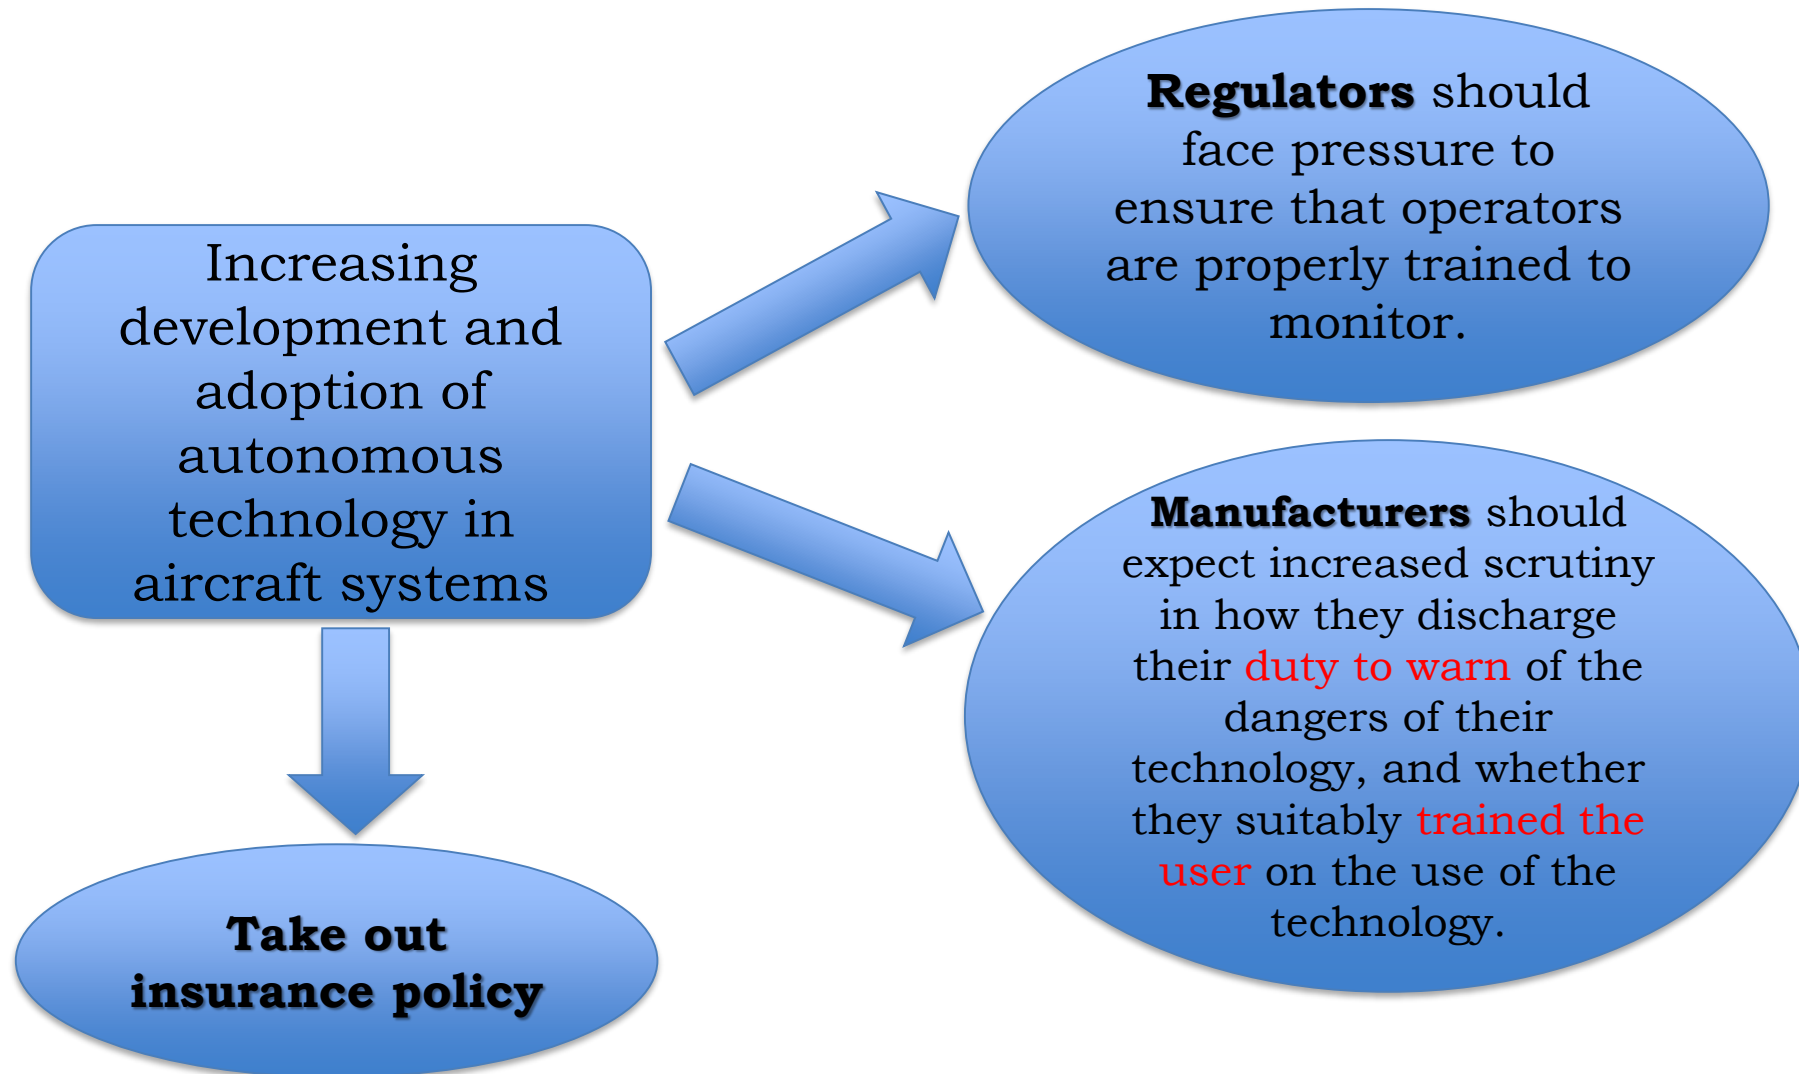 Increasing
development and
adoption of
autonomous
technology in
aircraft systems
Regulators should
face pressure to
ensure that operators
are properly trained to
monitor.
Manufacturers should
expect increased scrutiny
in how they discharge
their duty to warn of the
dangers of their
technology, and whether
they suitably trained the
user on the use of the
technology.
Take out
insurance policy